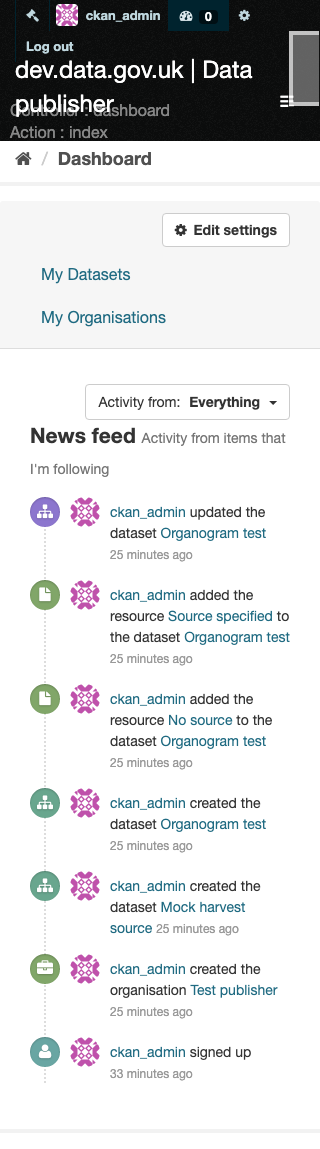 ckan_admin 0
Log out
dev.data.gov.uk | Data
publisher
Controller : dashboard
Action : index
/ Dashboard
Edit settings
My Datasets
My Organisations
Activity from: Everything
News feed Activity from items that
I'm following
ckan_admin updated the
dataset Organogram test
25 minutes ago
ckan_admin added the
resource Source specified to
the dataset Organogram test
25 minutes ago
ckan_admin added the
resource No source to the
dataset Organogram test
25 minutes ago
ckan_admin created the
dataset Organogram test
25 minutes ago
ckan_admin created the
dataset Mock harvest
source 25 minutes ago
ckan_admin created the
organisation Test publisher
25 minutes ago
ckan_admin signed up
33 minutes ago